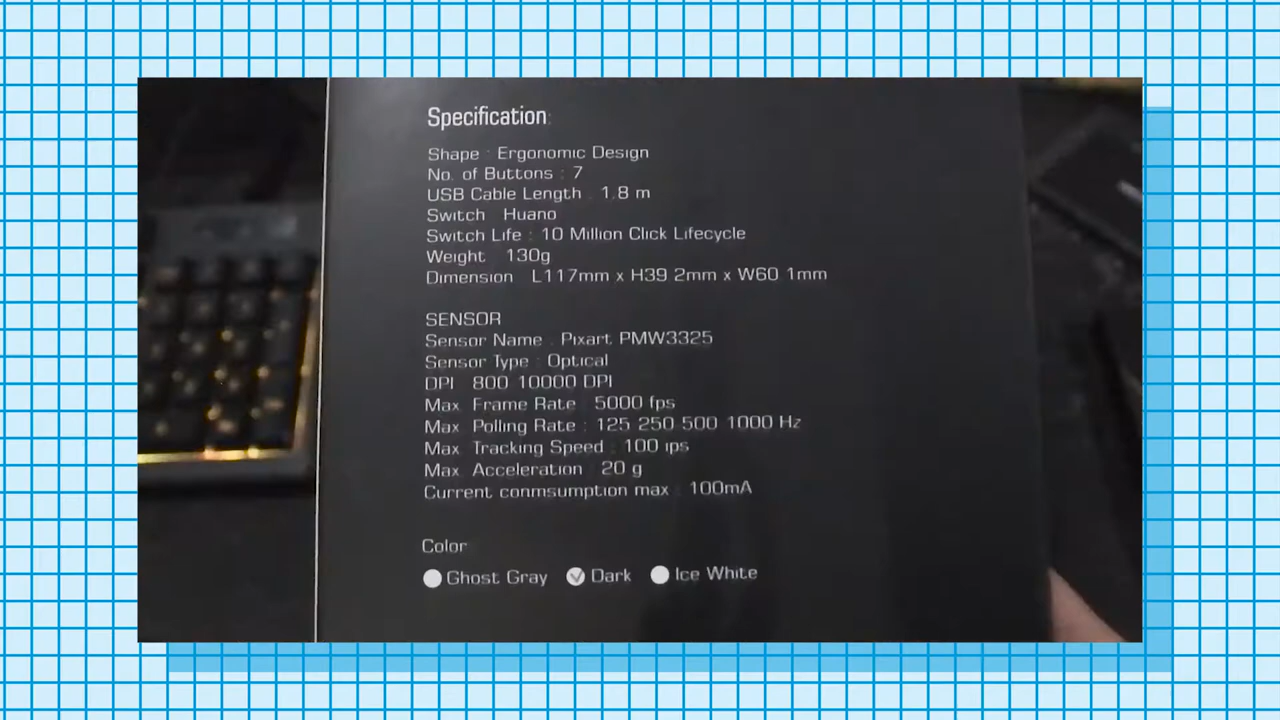 Specification:
Shape : Ergonomic Design
No. of Buttons : 7
USB Cable Length : 1.8 m
Switch : Huano
Switch Life : 10 Million Click Lifecycle
Weight : 130g
Dimension : L117mm x H39.2mm x W60.1mm
SENSOR
Sensor Name : Pixart PMW3325
Sensor Type : Optical
DPI : 800-10000 DPI
Max. Frame Rate : 5000 fps
Max. Polling Rate : 125 250 500 1000 Hz
Max. Tracking Speed : 100 ips
Max. Acceleration : 20 g
Current conmsumption max : 100mA
Color
Ghost Gray Dark Ice White